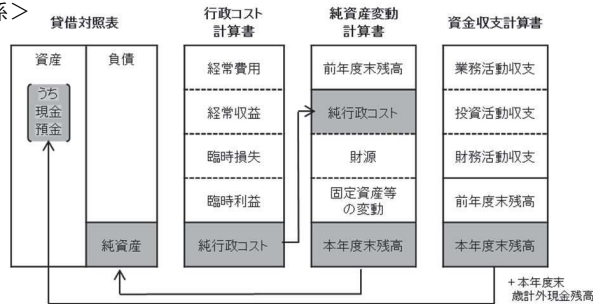 係＞
貸借対照表
資産
負債
うち
現金
預金
純資産
行政コスト
計算書
経常費用
経常収益
臨時損失
臨時利益
純行政コスト
純資産変動
計算書
前年度末残高
純行政コスト
財源
固定資産等
の変動
本年度末残高
資金収支計算書
業務活動収支
投資活動収支
財務活動収支
前年度末残高
本年度末残高
+本年度末
歳計外現金残高